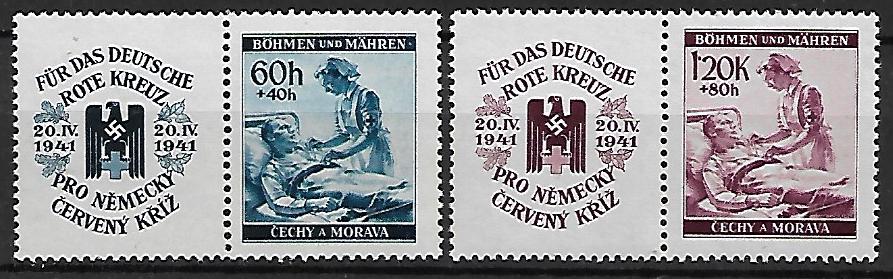 FÜR DAS DEUTSCHE
ROTE KREUZ
20.IV. 20.IV.
1941 1941
PRO NĚMECKÝ
ČERVENÝ KŘÍŽ
BÖHMEN UND MÄHREN
60h
+40h
ČECHY A MORAVA
FÜR DAS DEUTSCHE
ROTE KREUZ
20.IV. 20.IV.
1941 1941
PRO NĚMECKÝ
ČERVENÝ KŘÍŽ
BÖHMEN UND MÄHREN
1'20K
+80h
ČECHY A MORAVA